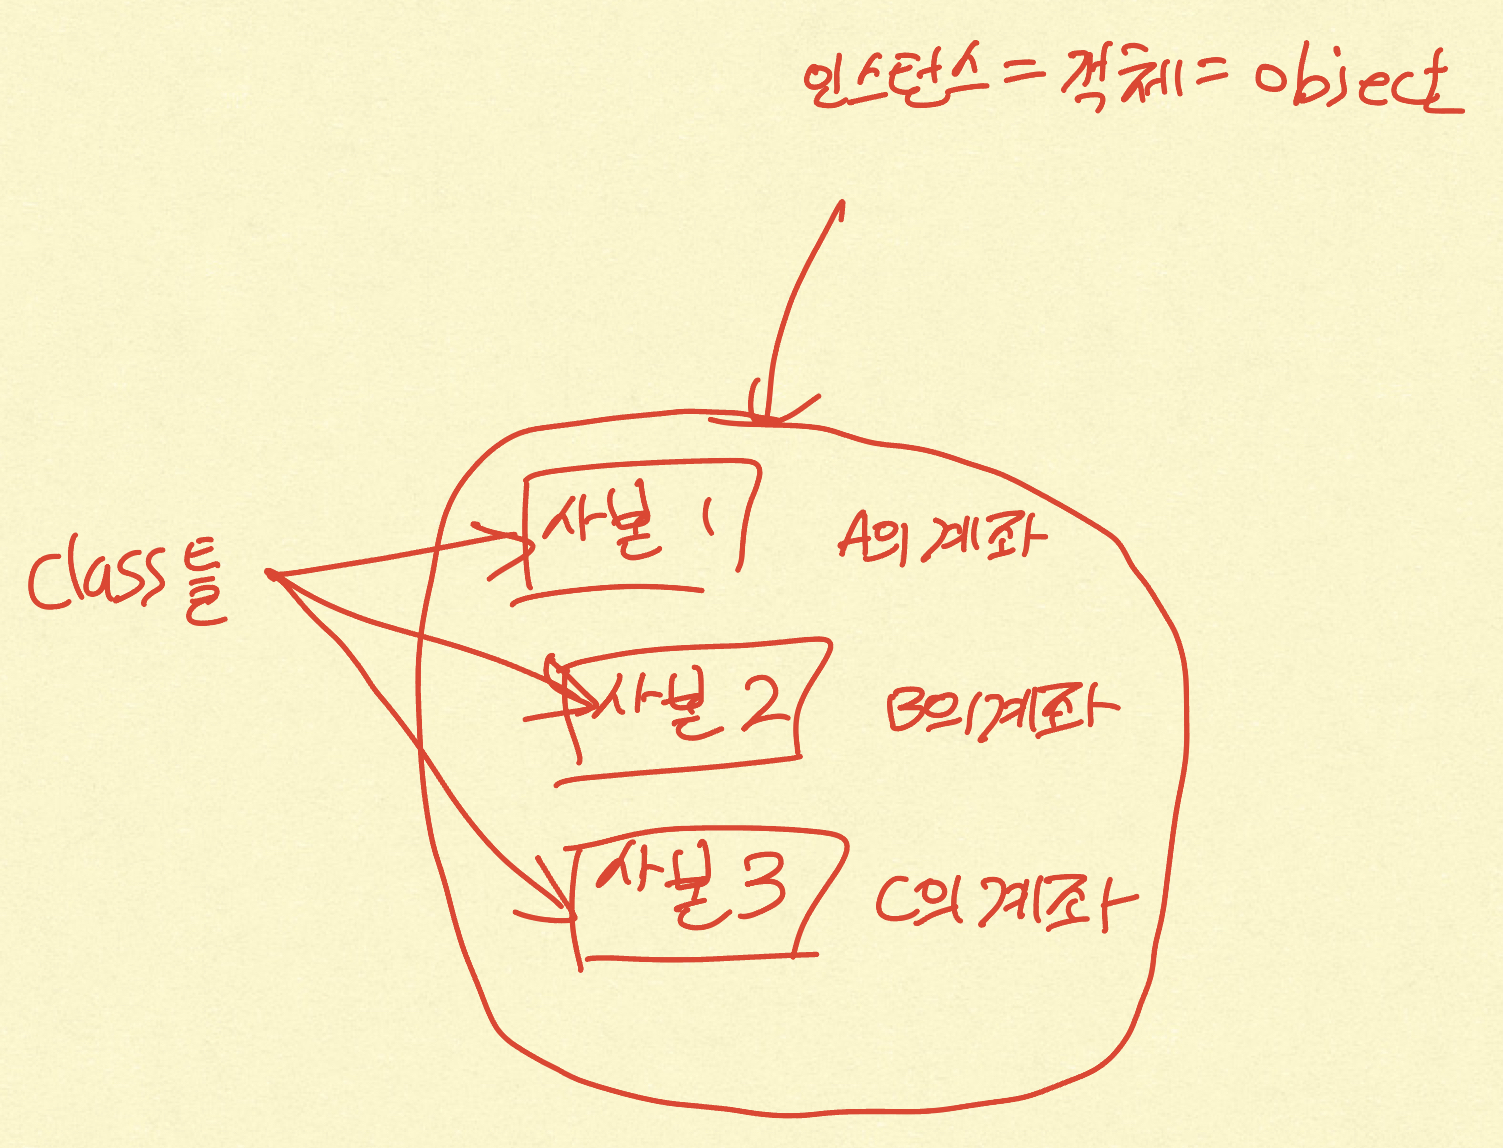 인스턴스 = 객체 = object
class 틀
사본 1
A의 계좌
사본 2
B의 계좌
사본 3
C의 계좌